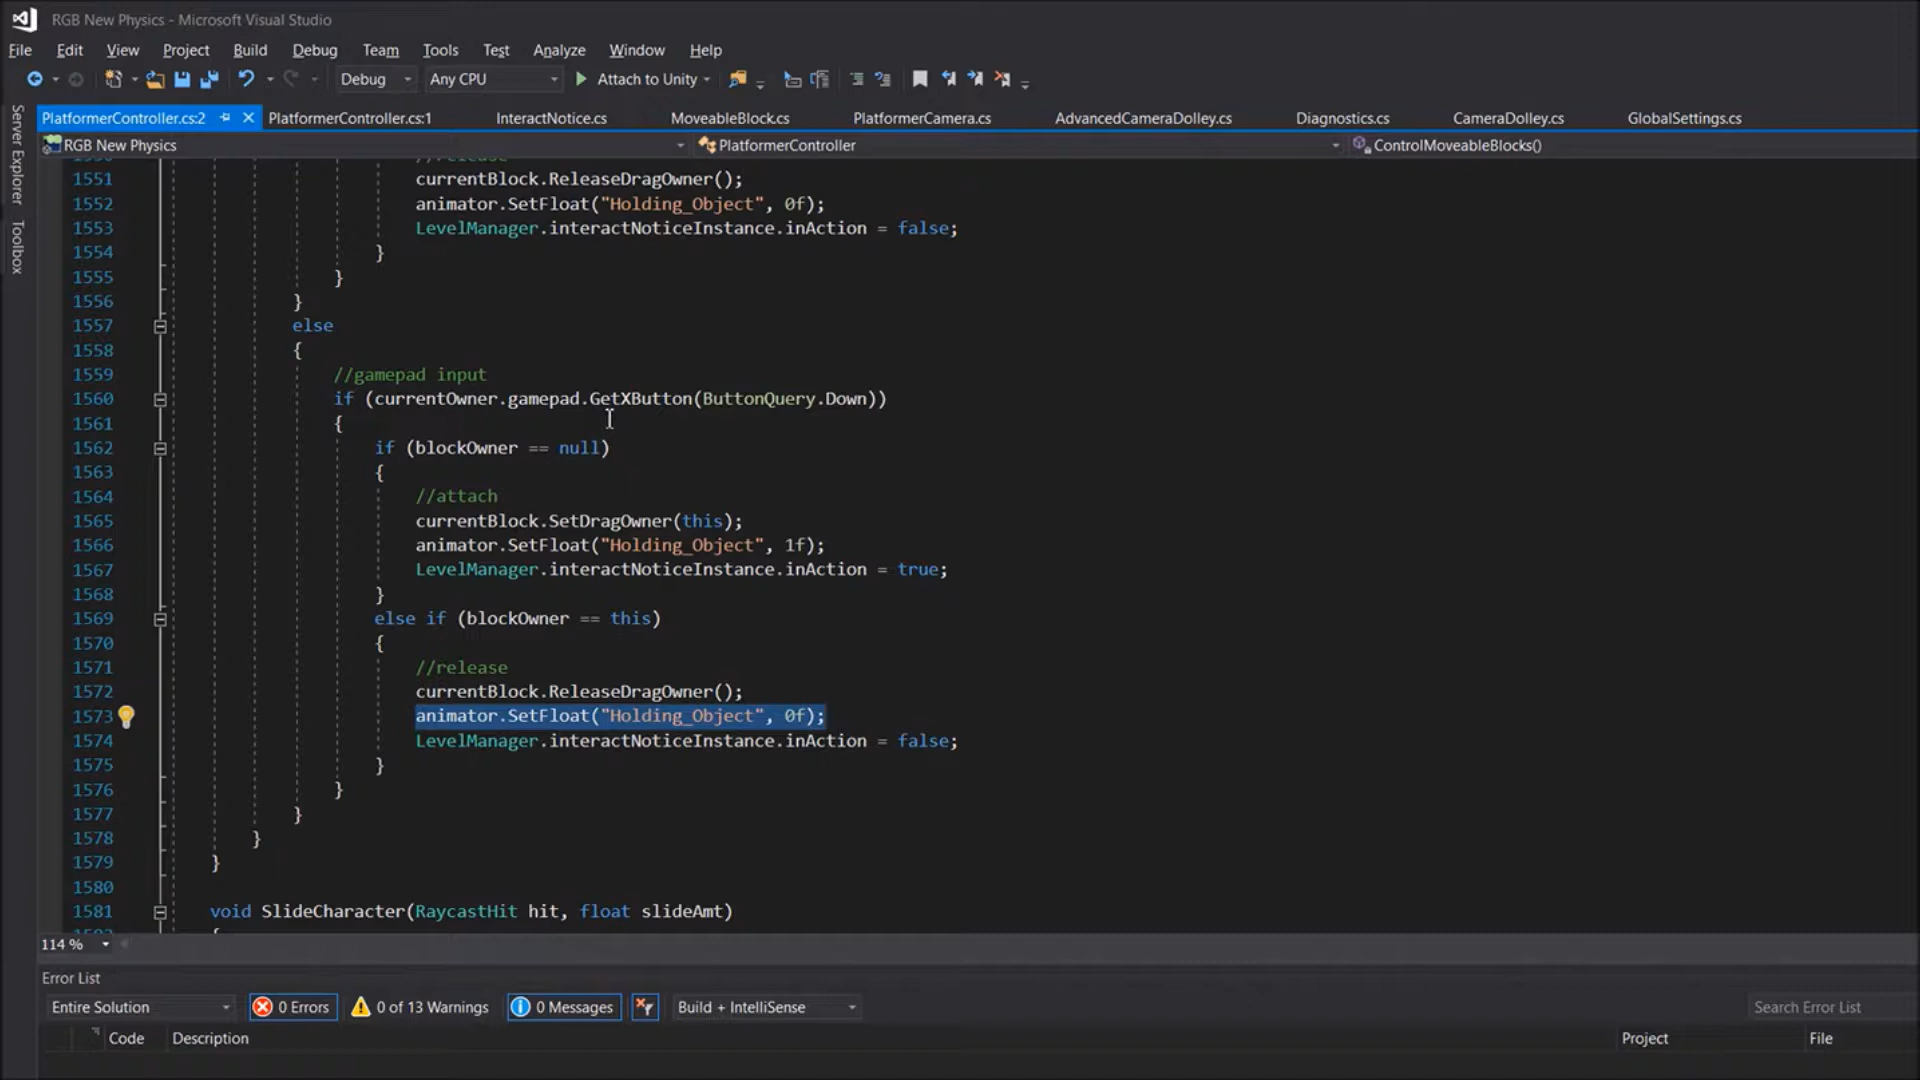 RGB New Physics - Microsoft Visual Studio
File Edit View Project Build Debug Team Tools Test Analyze Window Help
Debug Any CPU Attach to Unity
Server Explorer
Toolbox
PlatformerController.cs:2 PlatformerController.cs:1 InteractNotice.cs MoveableBlock.cs PlatformerCamera.cs AdvancedCameraDolley.cs Diagnostics.cs CameraDolley.cs GlobalSettings.cs
RGB New Physics PlatformerController ControlMoveableBlocks()
1551 currentBlock.ReleaseDragOwner();
1552 animator.SetFloat("Holding_Object", 0f);
1553 LevelManager.interactNoticeInstance.inAction = false;
1554 }
1555 }
1556 }
1557 else
1558 {
1559 //gamepad input
1560 if (currentOwner.gamepad.GetXButton(ButtonQuery.Down))
1561 {
1562 if (blockOwner == null)
1563 {
1564 //attach
1565 currentBlock.SetDragOwner(this);
1566 animator.SetFloat("Holding_Object", 1f);
1567 LevelManager.interactNoticeInstance.inAction = true;
1568 }
1569 else if (blockOwner == this)
1570 {
1571 //release
1572 currentBlock.ReleaseDragOwner();
1573 animator.SetFloat("Holding_Object", 0f);
1574 LevelManager.interactNoticeInstance.inAction = false;
1575 }
1576 }
1577 }
1578 }
1579 }
1580
1581 void SlideCharacter(RaycastHit hit, float slideAmt)
114 %
Error List
Entire Solution 0 Errors 0 of 13 Warnings 0 Messages Build + IntelliSense Search Error List
Code Description Project File